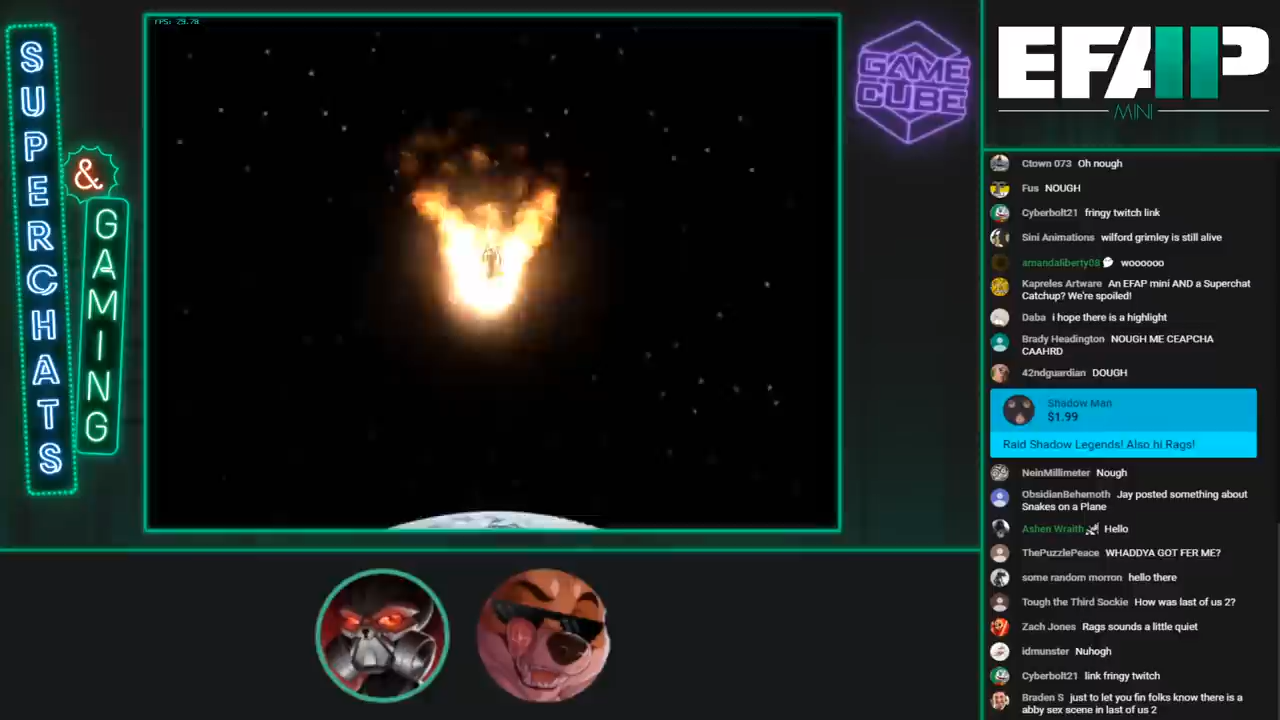 FPS: 29.78
SUPERCHATS
&
GAMING
GAME
CUBE
EFAP
MINI
Ctown 073 Oh nough
Fus NOUGH
Cyberbolt21 fringy twitch link
Sini Animations wilford grimley is still alive
amandaliberty08 woooooo
Kapreles Artware An EFAP mini AND a Superchat
Catchup? We're spoiled!
Daba i hope there is a highlight
Brady Headington NOUGH ME CEAPCHA
CAAHRD
42ndguardian DOUGH
Shadow Man
$1.99
Raid Shadow Legends! Also hi Rags!
NeinMillimeter Nough
ObsidianBehemoth Jay posted something about
Snakes on a Plane
Ashen Wraith Hello
ThePuzzlePeace WHADDYA GOT FER ME?
some random morron hello there
Tough the Third Sockie How was last of us 2?
Zach Jones Rags sounds a little quiet
idmunster Nuhogh
Cyberbolt21 link fringy twitch
Braden S just to let you fin folks know there is a
abby sex scene in last of us 2